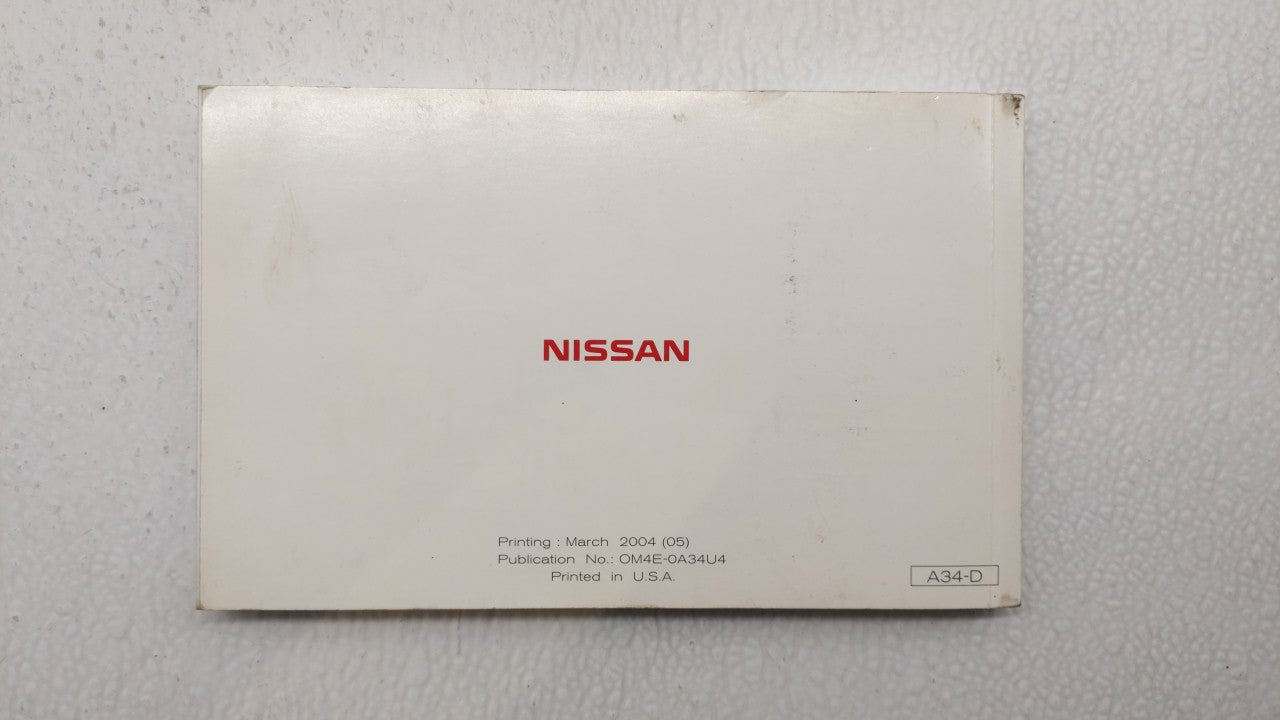 NISSAN
Printing : March 2004 (05)
Publication No.: OM4E-0A34U4
Printed in U.S.A.
A34-D